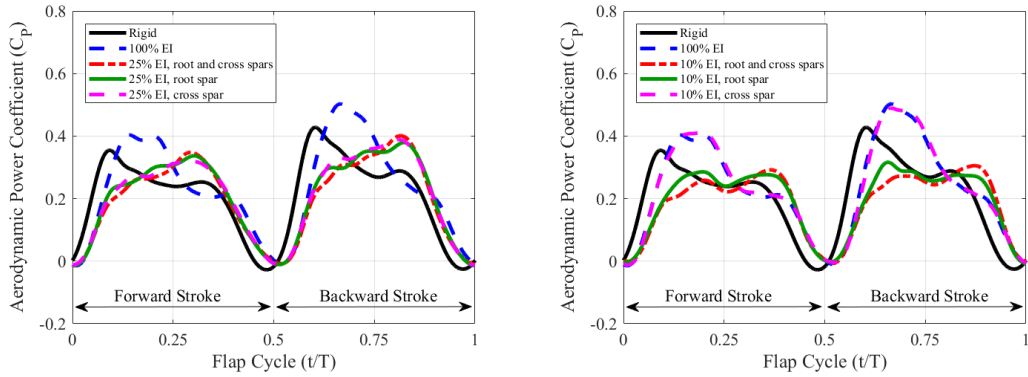 0.8
0.6
0.4
0.2
0
-0.2
Aerodynamic Power Coefficient (Cp)
Rigid
100% EI
25% EI, root and cross spars
25% EI, root spar
25% EI, cross spar
Forward Stroke
Backward Stroke
0 0.25 0.5 0.75 1
Flap Cycle (t/T)
0.8
0.6
0.4
0.2
0
-0.2
Aerodynamic Power Coefficient (Cp)
Rigid
100% EI
10% EI, root and cross spars
10% EI, root spar
10% EI, cross spar
Forward Stroke
Backward Stroke
0 0.25 0.5 0.75 1
Flap Cycle (t/T)